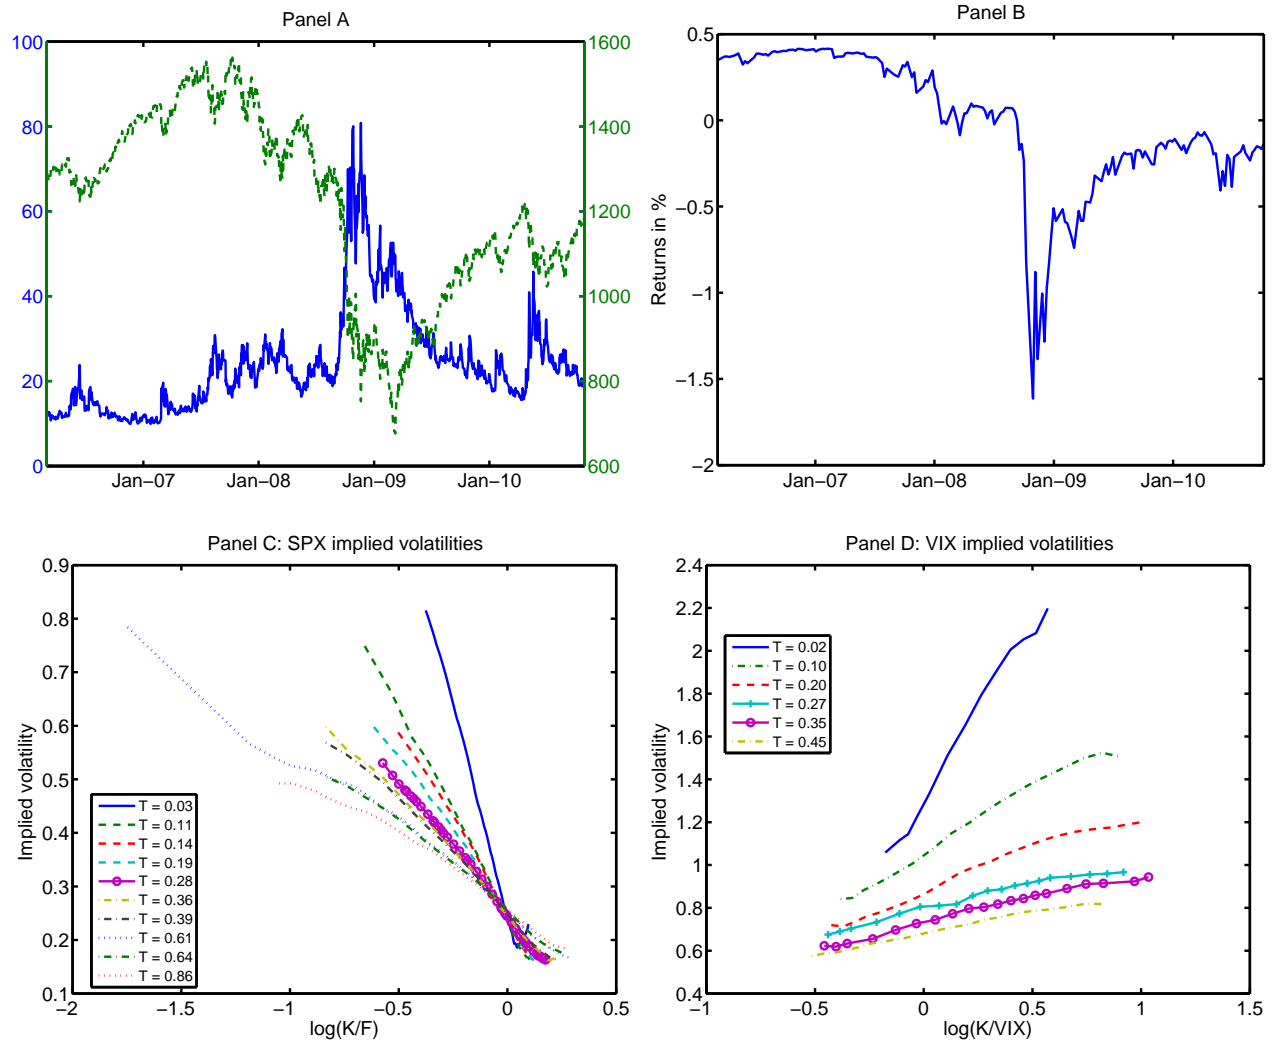 Panel A
100
80
60
40
20
0
1600
1400
1200
1000
800
600
Jan−07
Jan−08
Jan−09
Jan−10
Panel B
Returns in %
0.5
0
−0.5
−1
−1.5
−2
Jan−07
Jan−08
Jan−09
Jan−10
Panel C: SPX implied volatilities
Implied volatility
0.9
0.8
0.7
0.6
0.5
0.4
0.3
0.2
0.1
T = 0.03
T = 0.11
T = 0.14
T = 0.19
T = 0.28
T = 0.36
T = 0.39
T = 0.61
T = 0.64
T = 0.86
−2
−1.5
−1
−0.5
0
0.5
log(K/F)
Panel D: VIX implied volatilities
Implied volatility
2.4
2.2
2
1.8
1.6
1.4
1.2
1
0.8
0.6
0.4
T = 0.02
T = 0.10
T = 0.20
T = 0.27
T = 0.35
T = 0.45
−1
−0.5
0
0.5
1
1.5
log(K/VIX)